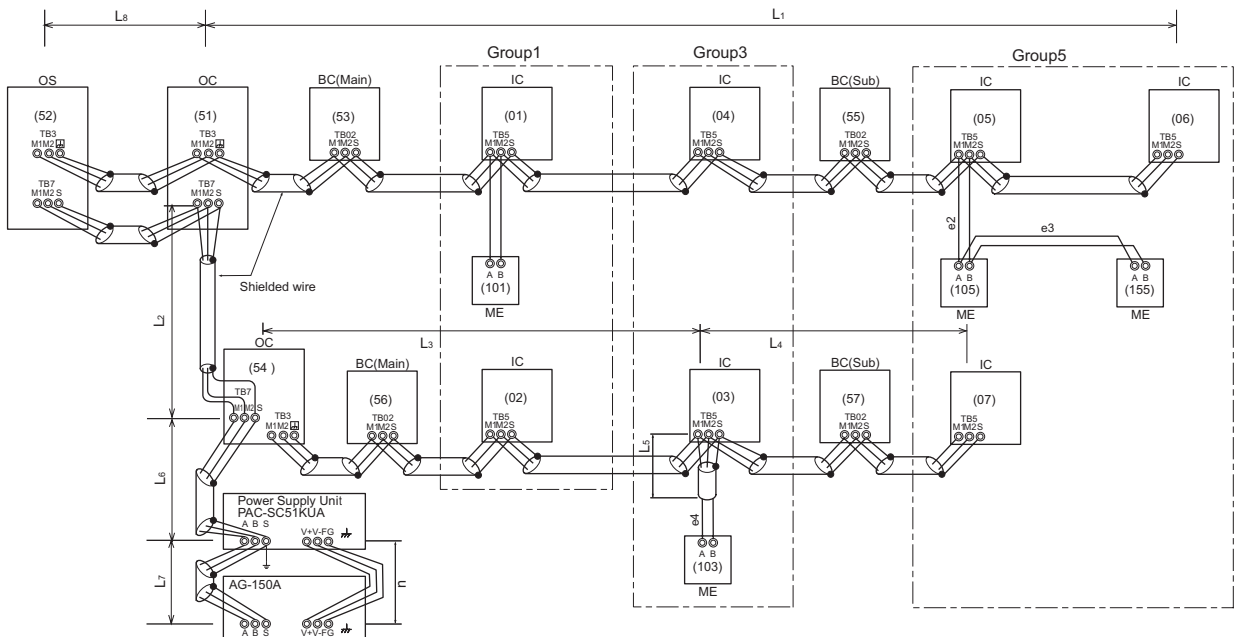 L8
L1
Group1
Group3
Group5
OS
OC
BC(Main)
IC
IC
BC(Sub)
IC
IC
(52)
(51)
(53)
(01)
(04)
(55)
(05)
(06)
TB3
M1M2
TB3
M1M2
TB02
M1M2S
TB5
M1M2S
TB5
M1M2S
TB02
M1M2S
TB5
M1M2S
TB5
M1M2S
TB7
M1M2 S
TB7
M1M2 S
e2
e3
Shielded wire
A B
(101)
ME
A B
(105)
ME
A B
(155)
ME
L2
L3
L4
OC
BC(Main)
IC
IC
BC(Sub)
IC
(54 )
(56)
(02)
(03)
(57)
(07)
TB7
M1M2 S
TB3
M1M2
TB02
M1M2S
TB5
M1M2S
TB5
M1M2S
TB02
M1M2S
TB5
M1M2S
L5
L6
e4
Power Supply Unit
PAC-SC51KUA
A B S
V+V-FG
A B
(103)
ME
L7
n
AG-150A
A B S
V+V-FG